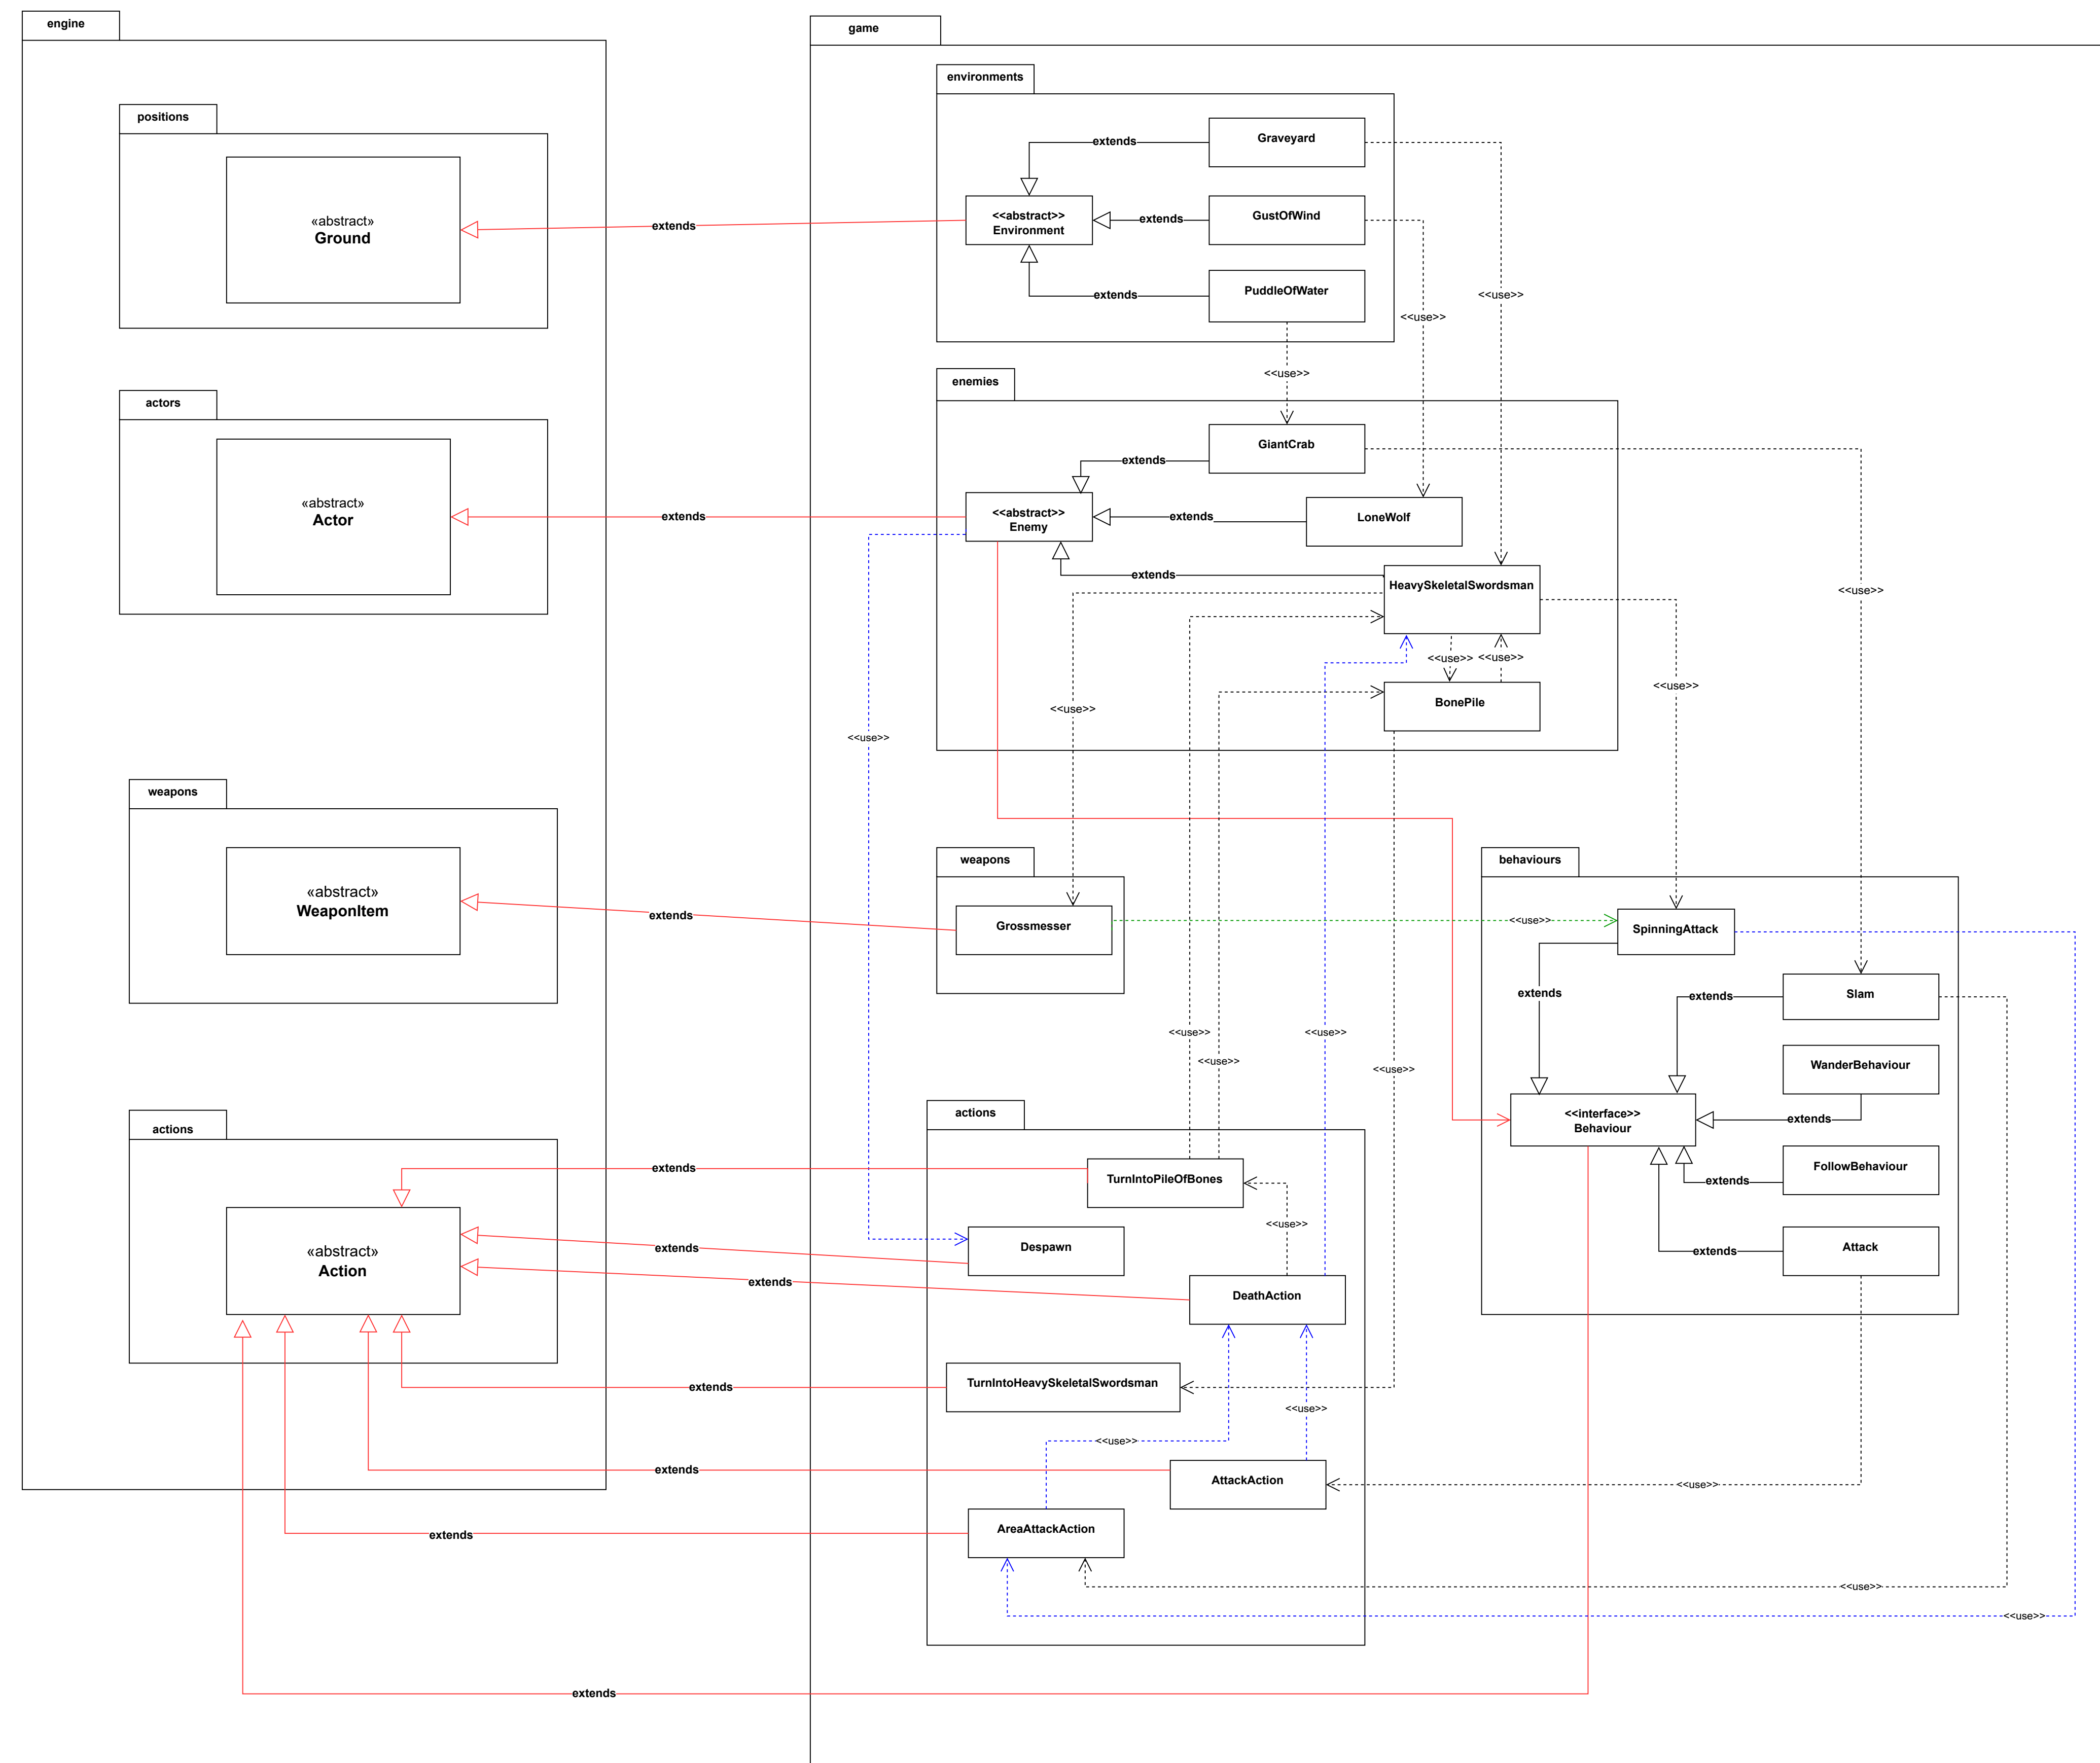 engine
game
environments
positions
Graveyard
extends
«abstract»
Ground
extends
<<abstract>>
Environment
extends
GustOfWind
extends
PuddleOfWater
<<use>>
<<use>>
<<use>>
enemies
actors
GiantCrab
extends
«abstract»
Actor
extends
<<abstract>>
Enemy
extends
LoneWolf
extends
HeavySkeletalSwordsman
<<use>>
<<use>>
<<use>>
BonePile
<<use>>
<<use>>
<<use>>
weapons
weapons
behaviours
«abstract»
WeaponItem
extends
Grossmesser
<<use>>
SpinningAttack
extends
extends
Slam
<<use>>
<<use>>
<<use>>
<<use>>
WanderBehaviour
extends
<<interface>>
Behaviour
actions
actions
extends
TurnIntoPileOfBones
FollowBehaviour
extends
<<use>>
«abstract»
Action
extends
Despawn
Attack
extends
extends
DeathAction
extends
TurnIntoHeavySkeletalSwordsman
<<use>>
<<use>>
extends
AttackAction
<<use>>
extends
AreaAttackAction
<<use>>
<<use>>
extends